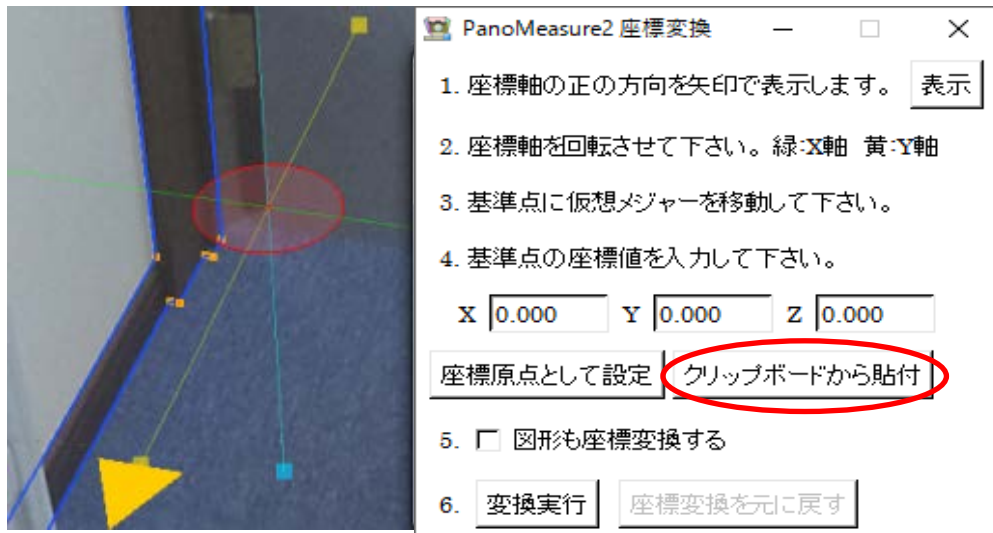 PanoMeasure2 座標変換
1. 座標軸の正の方向を矢印で表示します。 表示
2. 座標軸を回転させて下さい。緑:X軸 黄:Y軸
3. 基準点に仮想メジャーを移動して下さい。
4. 基準点の座標値を入力して下さい。
X 0.000 Y 0.000 Z 0.000
座標原点として設定 クリップボードから貼付
5. 図形も座標変換する
6. 変換実行 座標変換を元に戻す